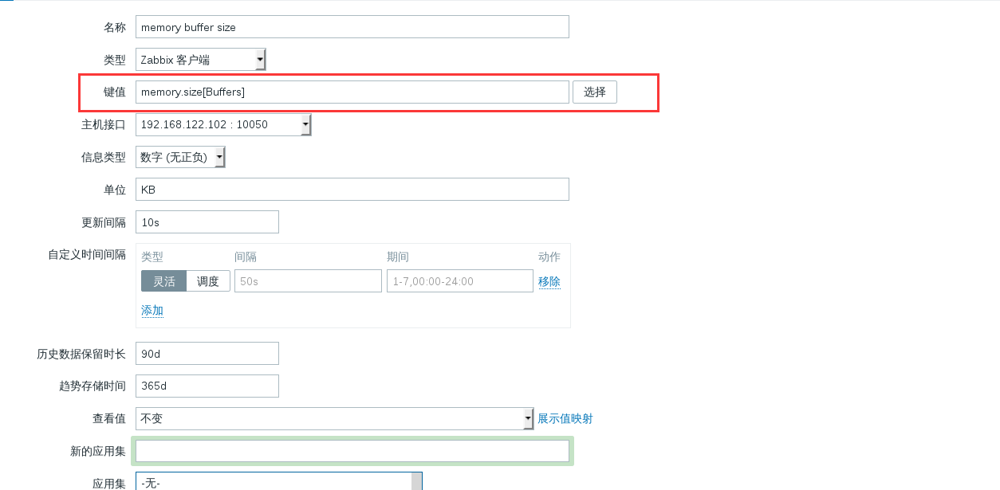 名称 memory buffer size
类型 Zabbix 客户端
键值 memory.size[Buffers] 选择
主机接口 192.168.122.102 : 10050
信息类型 数字 (无正负)
单位 KB
更新间隔 10s
自定义时间间隔 类型 间隔 期间 动作
灵活 调度 50s 1-7,00:00-24:00 移除
添加
历史数据保留时长 90d
趋势存储时间 365d
查看值 不变 展示值映射
新的应用集
应用集 -无-